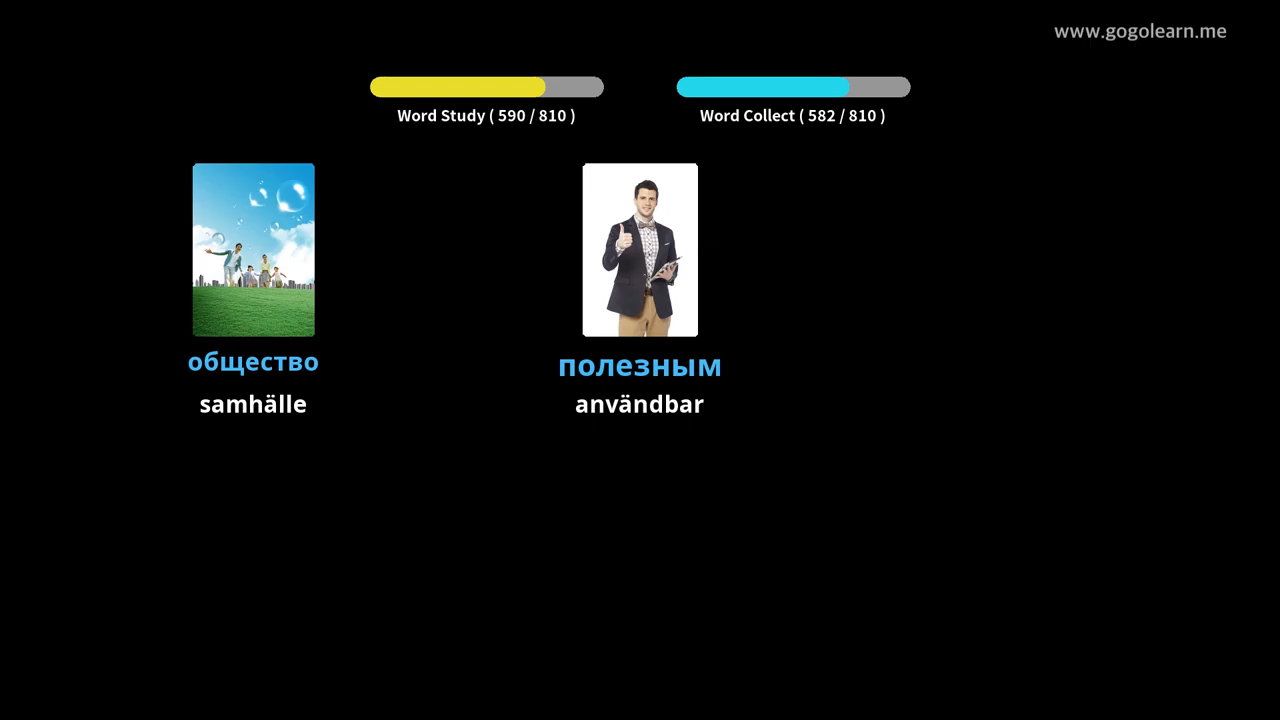 www.gogolearn.me
Word Study ( 590 / 810 )
Word Collect ( 582 / 810 )
общество
полезным
samhälle
användbar